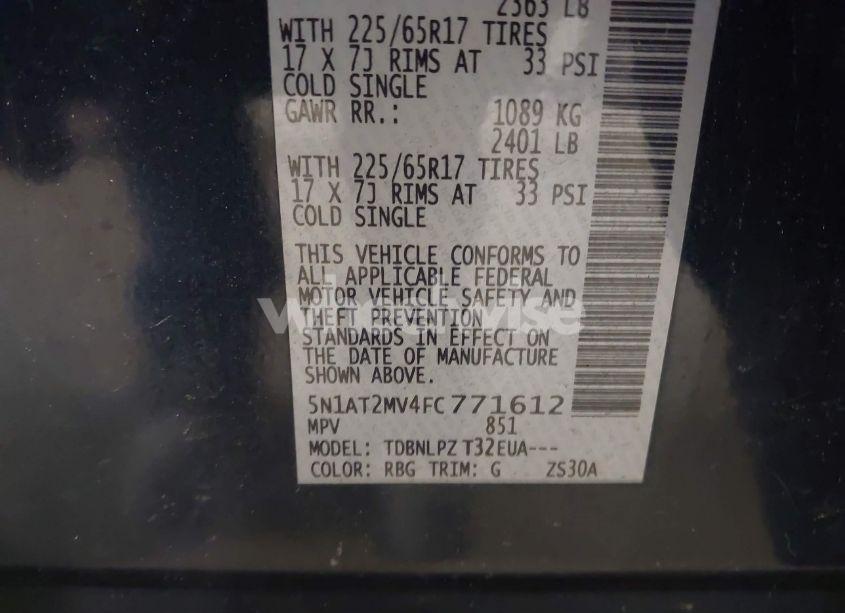 2363 LB
WITH 225/65R17 TIRES
17 X 7J RIMS AT 33 PSI
COLD SINGLE
GAWR RR.: 1089 KG
2401 LB
WITH 225/65R17 TIRES
17 X 7J RIMS AT 33 PSI
COLD SINGLE
THIS VEHICLE CONFORMS TO
ALL APPLICABLE FEDERAL
MOTOR VEHICLE SAFETY AND
THEFT PREVENTION
STANDARDS IN EFFECT ON
THE DATE OF MANUFACTURE
SHOWN ABOVE.
5N1AT2MV4FC771612
MPV 851
MODEL: TDBNLPZ T32EUA---
COLOR: RBG TRIM: G ZS30A